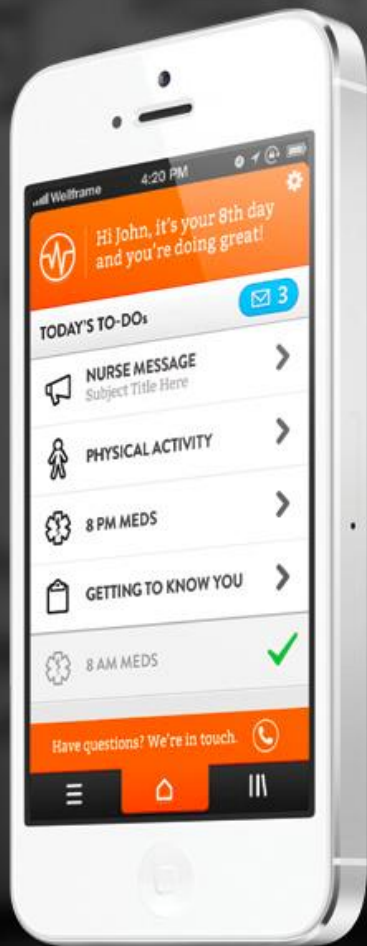 Wellframe 4:20 PM
Hi John, it's your 8th day
and you're doing great!
TODAY'S TO-DOs
3
NURSE MESSAGE
Subject Title Here
PHYSICAL ACTIVITY
8 PM MEDS
GETTING TO KNOW YOU
8 AM MEDS
Have questions? We're in touch.